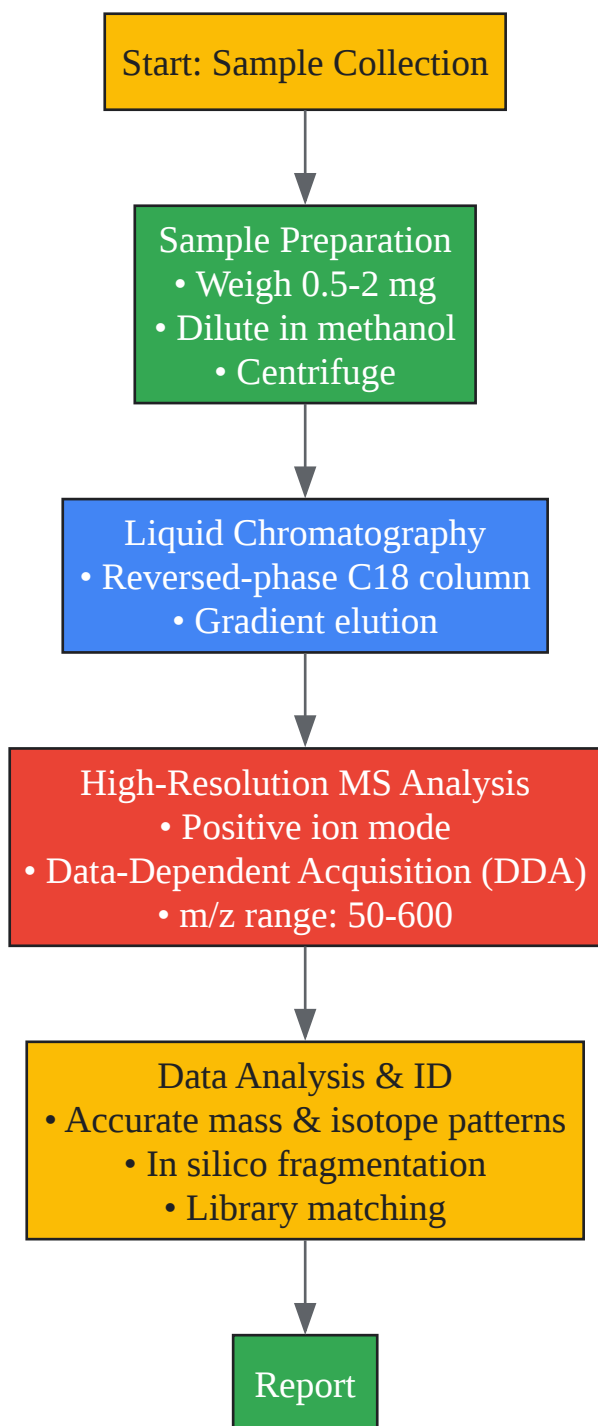 Start: Sample Collection
Sample Preparation
• Weigh 0.5-2 mg
• Dilute in methanol
• Centrifuge
Liquid Chromatography
• Reversed-phase C18 column
• Gradient elution
High-Resolution MS Analysis
• Positive ion mode
• Data-Dependent Acquisition (DDA)
• m/z range: 50-600
Data Analysis & ID
• Accurate mass & isotope patterns
• In silico fragmentation
• Library matching
Report